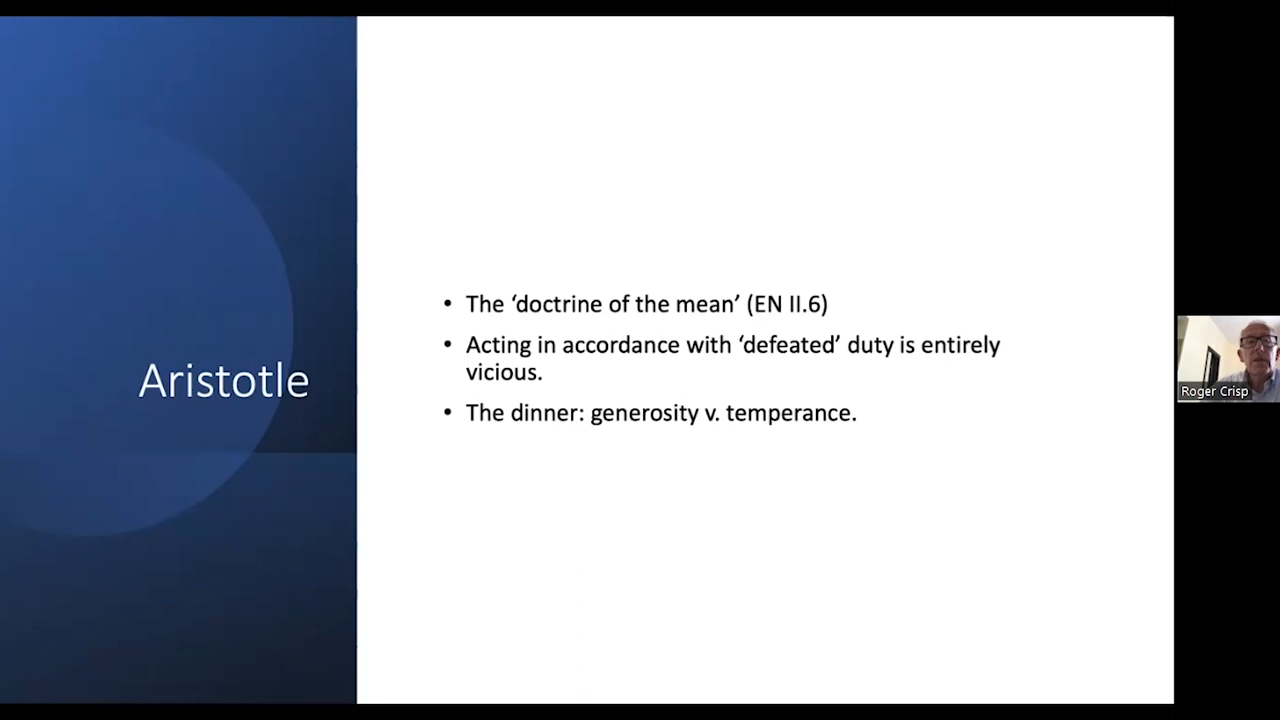 Aristotle
• The ‘doctrine of the mean’ (EN II.6)
• Acting in accordance with ‘defeated’ duty is entirely
vicious.
• The dinner: generosity v. temperance.
Roger Crisp